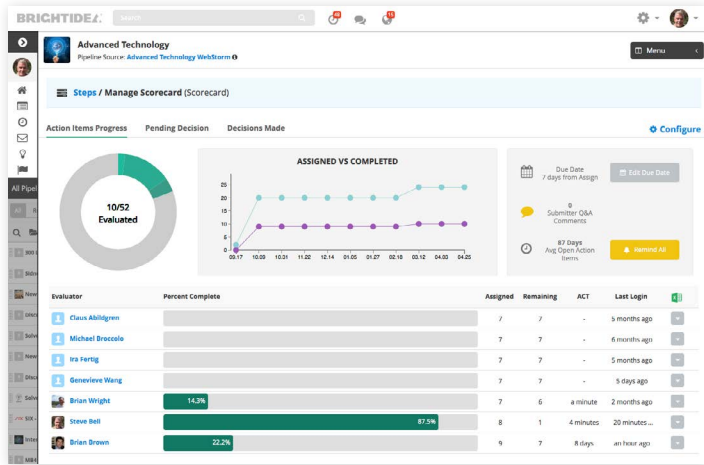 BRIGHTIDEA
Search
Advanced Technology
Pipeline Source: Advanced Technology WebStorm
Menu
Steps / Manage Scorecard (Scorecard)
Action Items Progress
Pending Decision
Decisions Made
Configure
10/52
Evaluated
ASSIGNED VS COMPLETED
25
20
15
10
5
0
09.17 10.09 10.31 11.22 12.14 01.05 01.27 02.18 03.12 04.03 04.25
Due Date
7 days from Assign
Edit Due Date
0
Submitter Q&A
Comments
87 Days
Avg Open Action
Items
Remind All
All Pipel
All
Evaluator Percent Complete Assigned Remaining ACT Last Login
Claus Abildgren 7 7 - 5 months ago
Michael Broccolo 7 7 - 6 months ago
Ira Fertig 7 7 - 5 months ago
Genevieve Wang 7 7 - 5 days ago
Brian Wright 14.3% 7 6 a minute 2 months ago
Steve Bell 87.5% 8 1 4 minutes 20 minutes ...
Brian Brown 22.2% 9 7 8 days an hour ago
New
Solve
New
Solve
SIX -